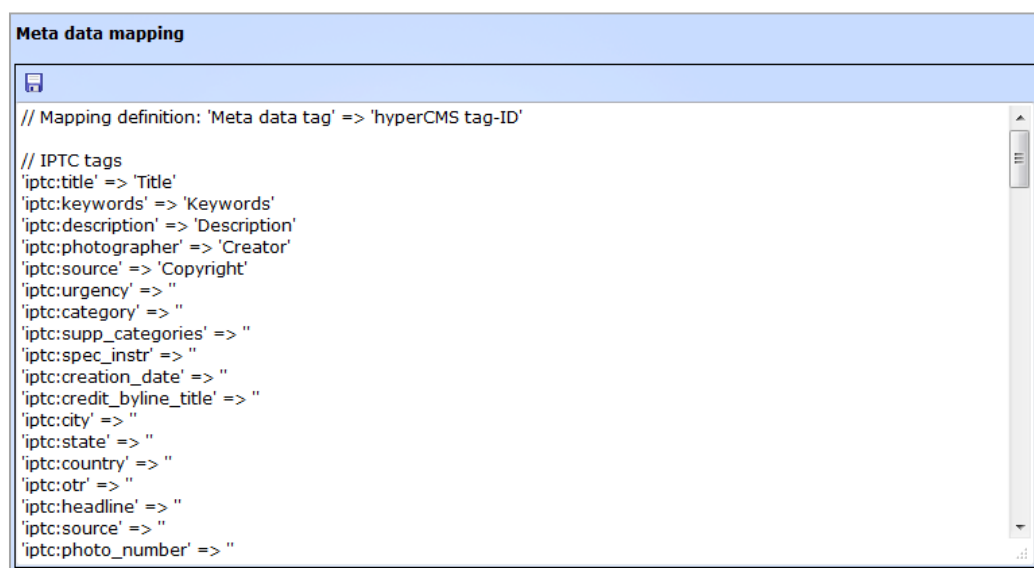 Meta data mapping
// Mapping definition: 'Meta data tag' => 'hyperCMS tag-ID'
// IPTC tags
'iptc:title' => 'Title'
'iptc:keywords' => 'Keywords'
'iptc:description' => 'Description'
'iptc:photographer' => 'Creator'
'iptc:source' => 'Copyright'
'iptc:urgency' => ''
'iptc:category' => ''
'iptc:supp_categories' => ''
'iptc:spec_instr' => ''
'iptc:creation_date' => ''
'iptc:credit_byline_title' => ''
'iptc:city' => ''
'iptc:state' => ''
'iptc:country' => ''
'iptc:otr' => ''
'iptc:headline' => ''
'iptc:source' => ''
'iptc:photo_number' => ''